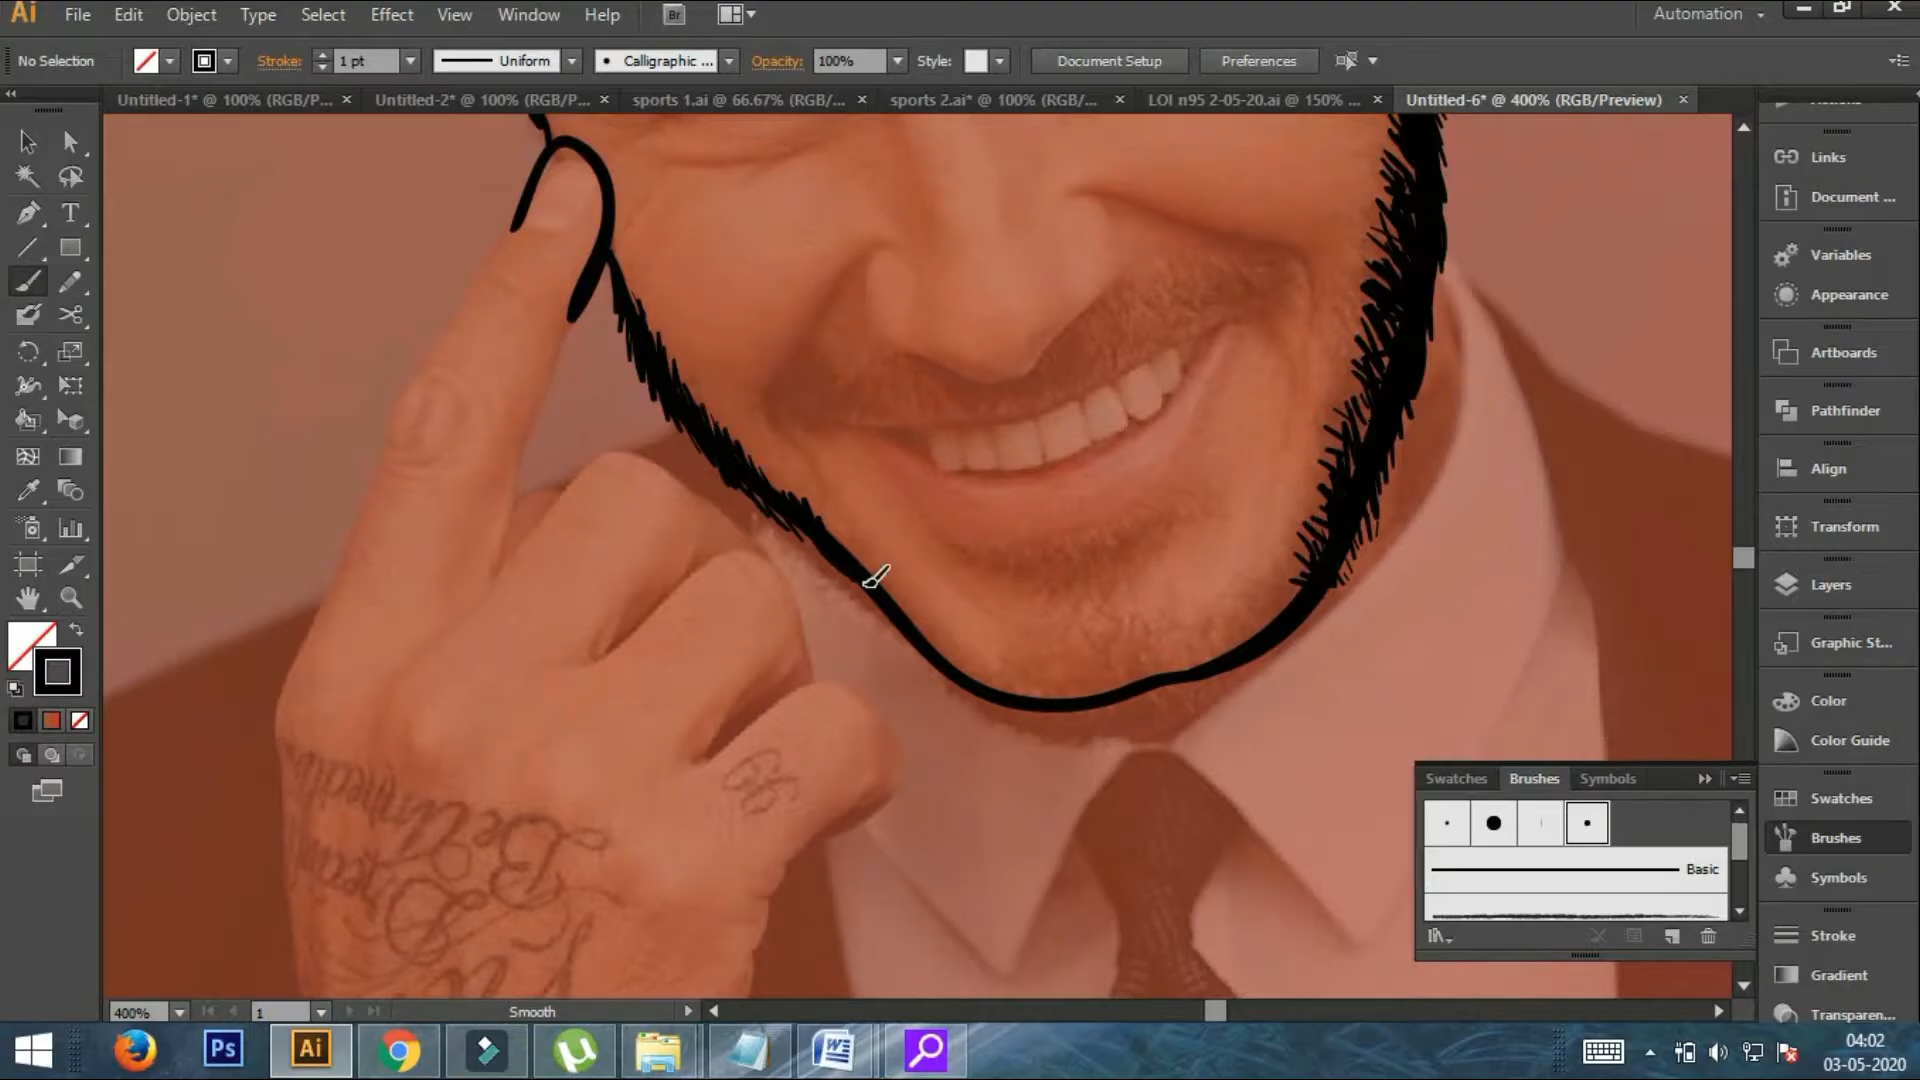 Ai File Edit Object Type Select Effect View Window Help Br Automation
No Selection Stroke: 1 pt Uniform Calligraphic ... Opacity: 100% Style: Document Setup Preferences
Untitled-1* @ 100% (RGB/P... Untitled-2* @ 100% (RGB/P... sports 1.ai @ 66.67% (RGB/... sports 2.ai* @ 100% (RGB/... LOI n95 2-05-20.ai @ 150% ... Untitled-6* @ 400% (RGB/Preview)
Actions
Links
Document ...
Variables
Appearance
Artboards
Pathfinder
Align
Transform
Layers
Graphic St...
Color
Color Guide
Swatches
Brushes
Symbols
Stroke
Gradient
Transparen...
Swatches Brushes Symbols
Basic
400% 1 Smooth
Ps Ai
04:02
03-05-2020